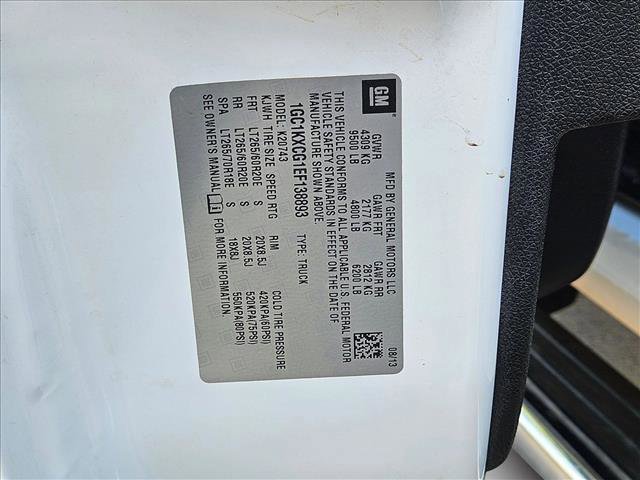 GM
MFD BY GENERAL MOTORS LLC 08/13
GVWR GAWR FRT GAWR RR
4309 KG 2177 KG 2812 KG
9500 LB 4800 LB 6200 LB
THIS VEHICLE CONFORMS TO ALL APPLICABLE U.S. FEDERAL MOTOR
VEHICLE SAFETY STANDARDS IN EFFECT ON THE DATE OF
MANUFACTURE SHOWN ABOVE.
1GC1KXCG1EF138893 TYPE: TRUCK
MODEL: K20743
KJWH TIRE SIZE SPEED RTG RIM COLD TIRE PRESSURE
FRT LT265/60R20E S 20X8.5J 420KPA(60PSI)
RR LT265/60R20E S 20X8.5J 520KPA(75PSI)
SPA LT265/70R18E S 18X8J 550KPA(80PSI)
SEE OWNER'S MANUAL FOR MORE INFORMATION.